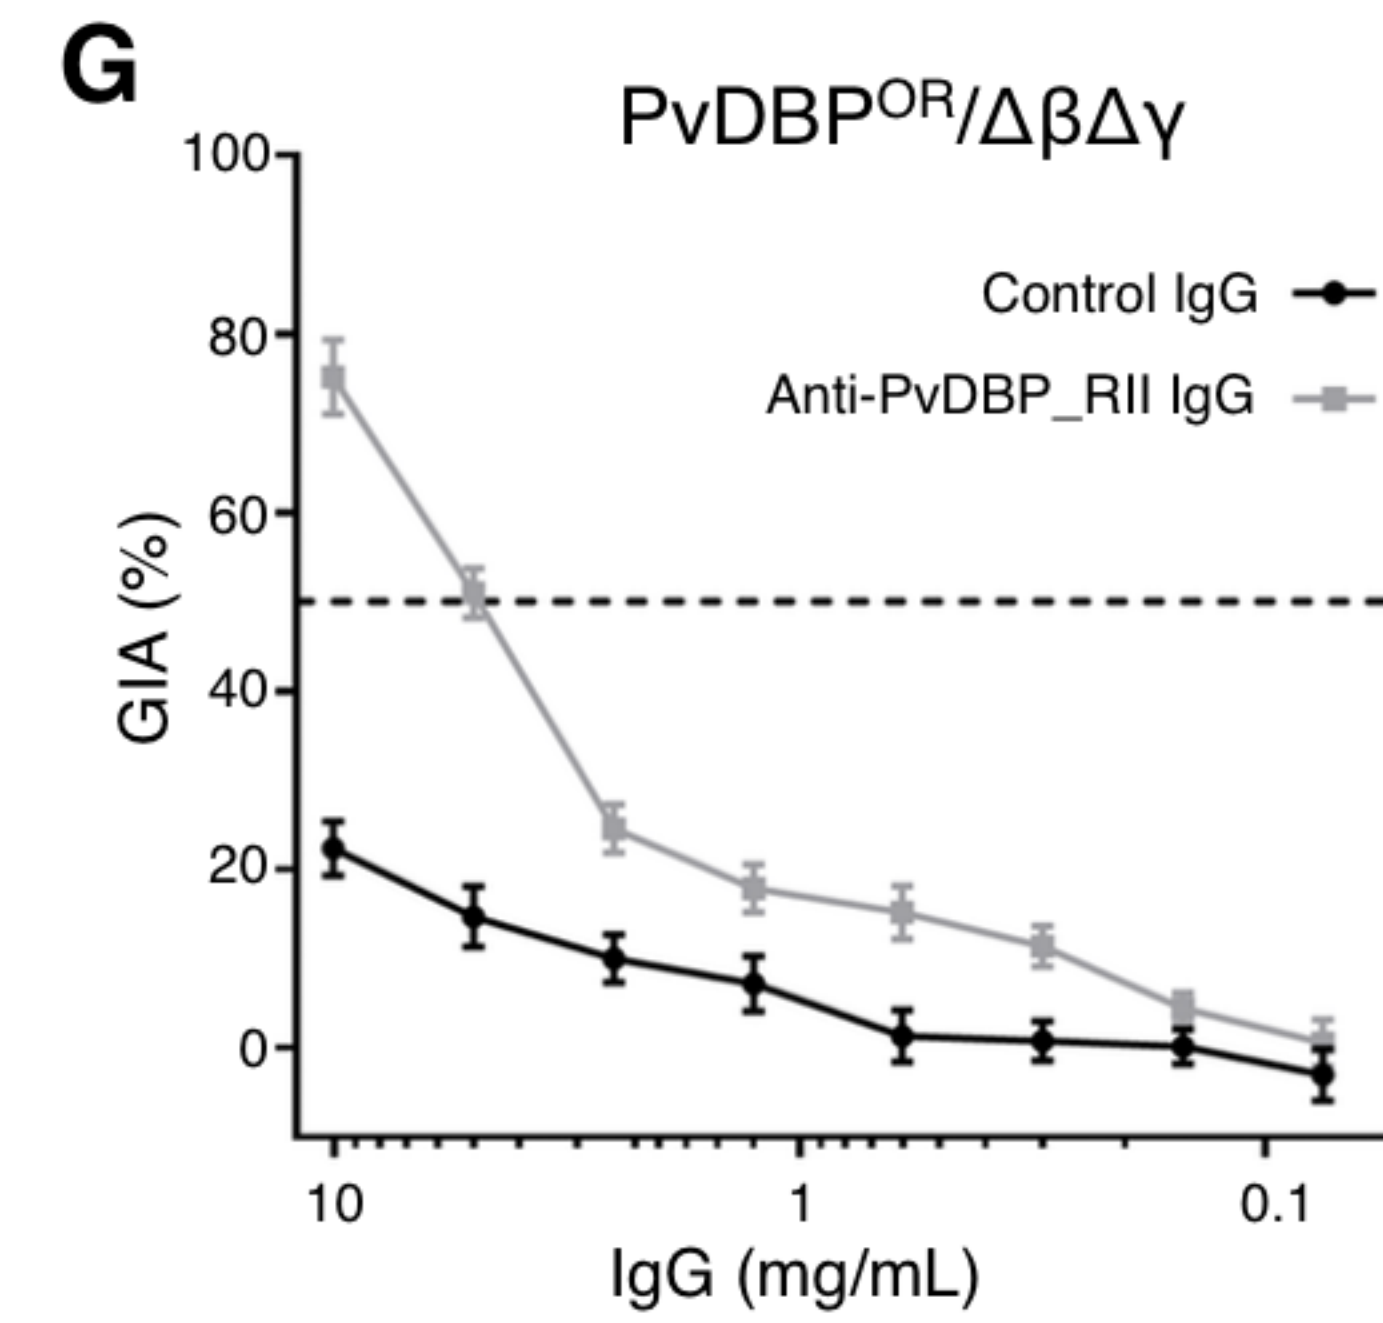 G
PvDBP^OR/ΔβΔγ
100
80
60
40
20
0
GIA (%)
Control IgG
Anti-PvDBP_RII IgG
10 1 0.1
IgG (mg/mL)